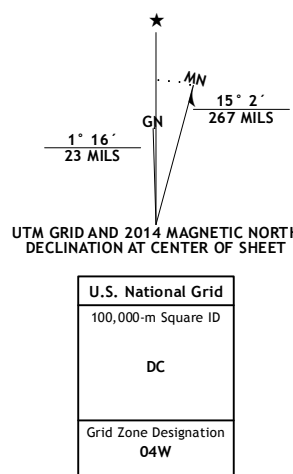 ★
MN
GN
15° 2´
267 MILS
1° 16´
23 MILS
UTM GRID AND 2014 MAGNETIC NORTH
DECLINATION AT CENTER OF SHEET
U.S. National Grid
100,000-m Square ID
DC
Grid Zone Designation
04W